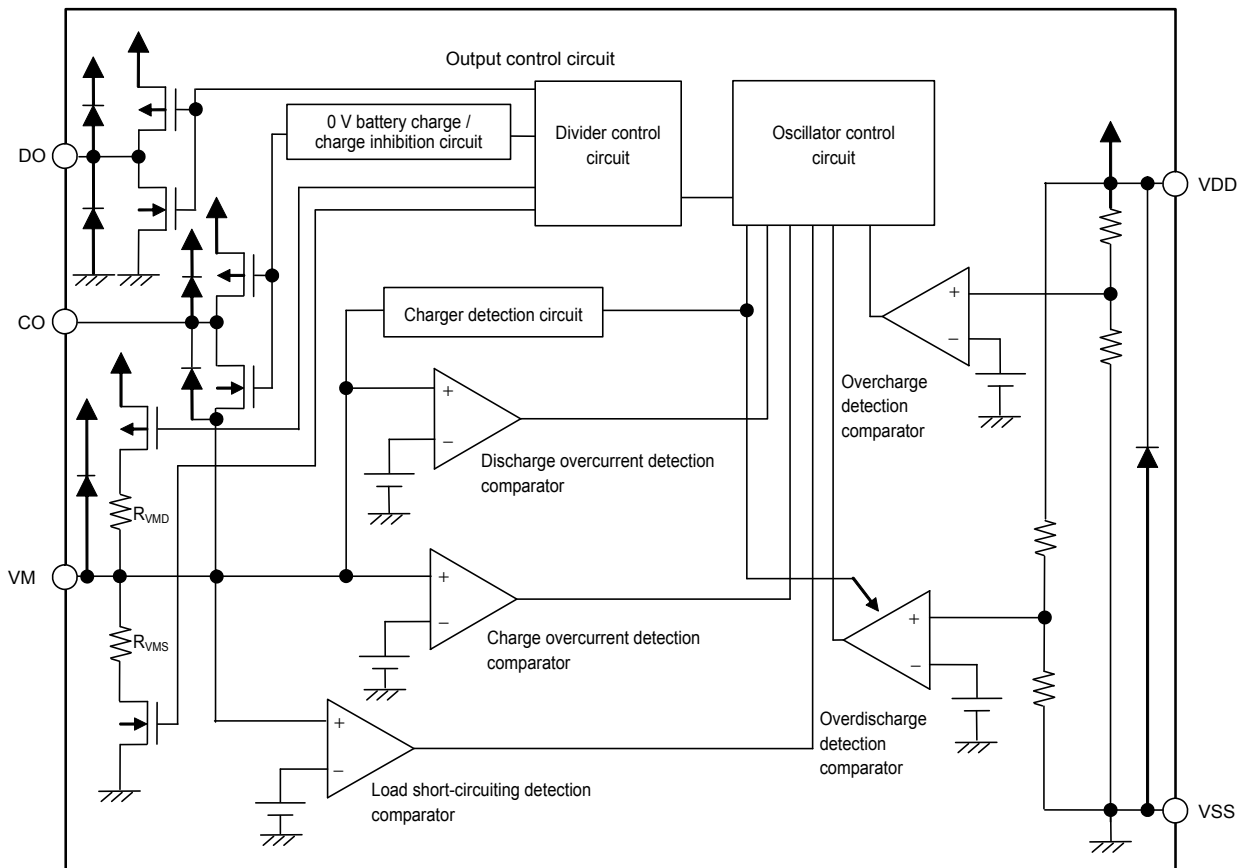 Output control circuit
0 V battery charge /
charge inhibition circuit
Divider control
circuit
Oscillator control
circuit
DO
VDD
CO
Charger detection circuit
+
−
Overcharge
detection
comparator
+
−
Discharge overcurrent detection
comparator
RVMD
VM
+
−
Charge overcurrent detection
comparator
+
−
Overdischarge
detection
comparator
RVMS
+
−
Load short-circuiting detection
comparator
VSS